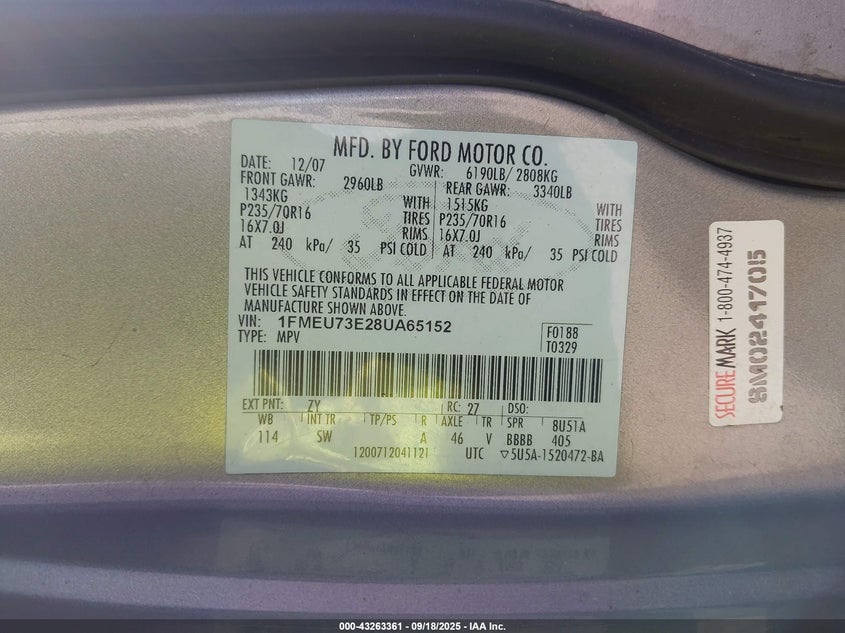 MFD. BY FORD MOTOR CO.
DATE: 12/07 GVWR: 6190LB/ 2808KG
FRONT GAWR: 2960LB REAR GAWR: 3340LB
1343KG WITH 1515KG WITH
P235/70R16 TIRES P235/70R16 TIRES
16X7.0J RIMS 16X7.0J RIMS
AT 240 kPa/ 35 PSI COLD AT 240 kPa/ 35 PSI COLD
THIS VEHICLE CONFORMS TO ALL APPLICABLE FEDERAL MOTOR
VEHICLE SAFETY STANDARDS IN EFFECT ON THE DATE OF
MANUFACTURE SHOWN ABOVE.
VIN: 1FMEU73E28UA65152 F0188
TYPE: MPV T0329
EXT PNT: ZY RC: 27 DSO:
WB INT TR TP/PS R AXLE TR SPR 8U51A
114 SW A 46 V BBBB 405
1200712041121 UTC ▽5U5A-1520472-BA
SECUREMARK 1-800-474-4937
8M0241705
000-43263361 - 09/18/2025 - IAA Inc.